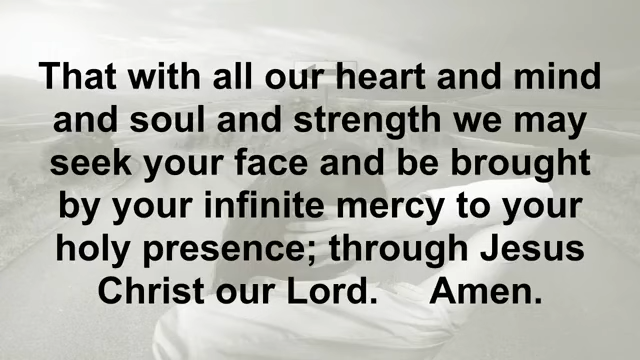 That with all our heart and mind
and soul and strength we may
seek your face and be brought
by your infinite mercy to your
holy presence; through Jesus
Christ our Lord. Amen.